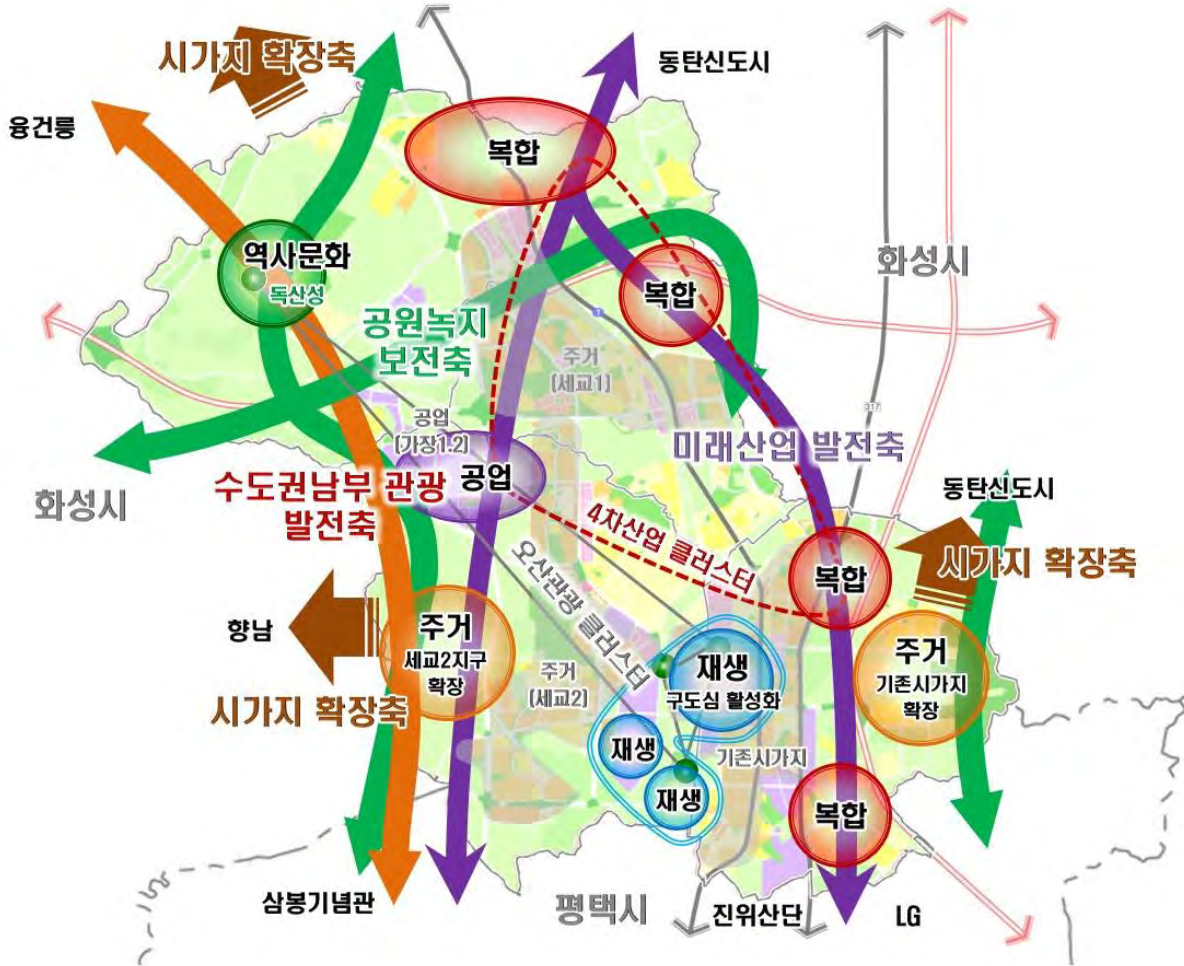 시가지 확장축
동탄신도시
융건릉
복합
역사문화
독산성
화성시
복합
공원녹지
보전축
1
주거
(세교1)
317
공업
(가장1.2)
미래산업 발전축
공업
수도권남부 관광
발전축
화성시
동탄신도시
4차산업 클러스터
오산관광 클러스터
시가지 확장축
복합
향남
주거
세교2지구
확장
주거
(세교2)
재생
구도심 활성화
주거
기존시가지
확장
시가지 확장축
재생
기존시가지
재생
복합
삼봉기념관
평택시
진위산단
LG